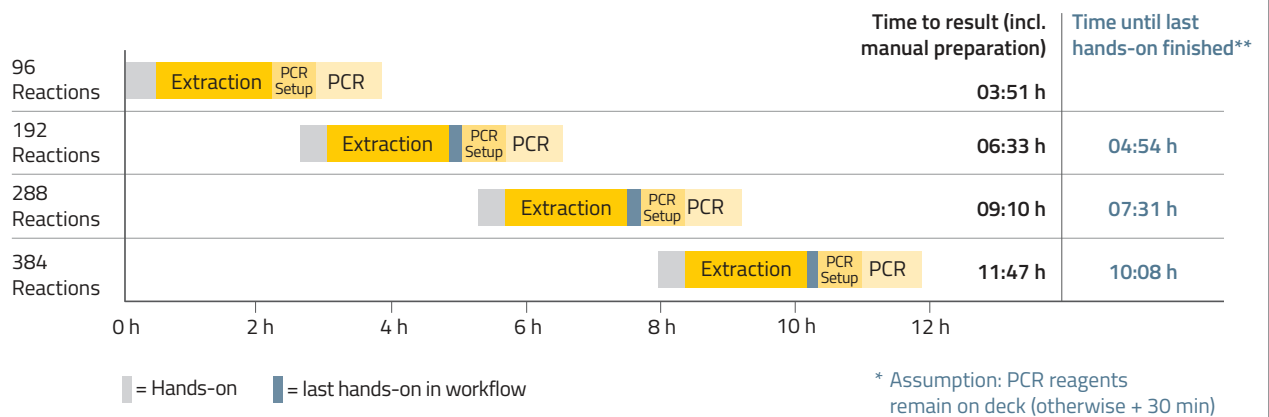 Time to result (incl.
manual preparation)
Time until last
hands-on finished**
96
Reactions
Extraction
PCR
Setup
PCR
03:51 h
192
Reactions
Extraction
PCR
Setup
PCR
06:33 h
04:54 h
288
Reactions
Extraction
PCR
Setup
PCR
09:10 h
07:31 h
384
Reactions
Extraction
PCR
Setup
PCR
11:47 h
10:08 h
0 h
2 h
4 h
6 h
8 h
10 h
12 h
= Hands-on
= last hands-on in workflow
* Assumption: PCR reagents
remain on deck (otherwise + 30 min)